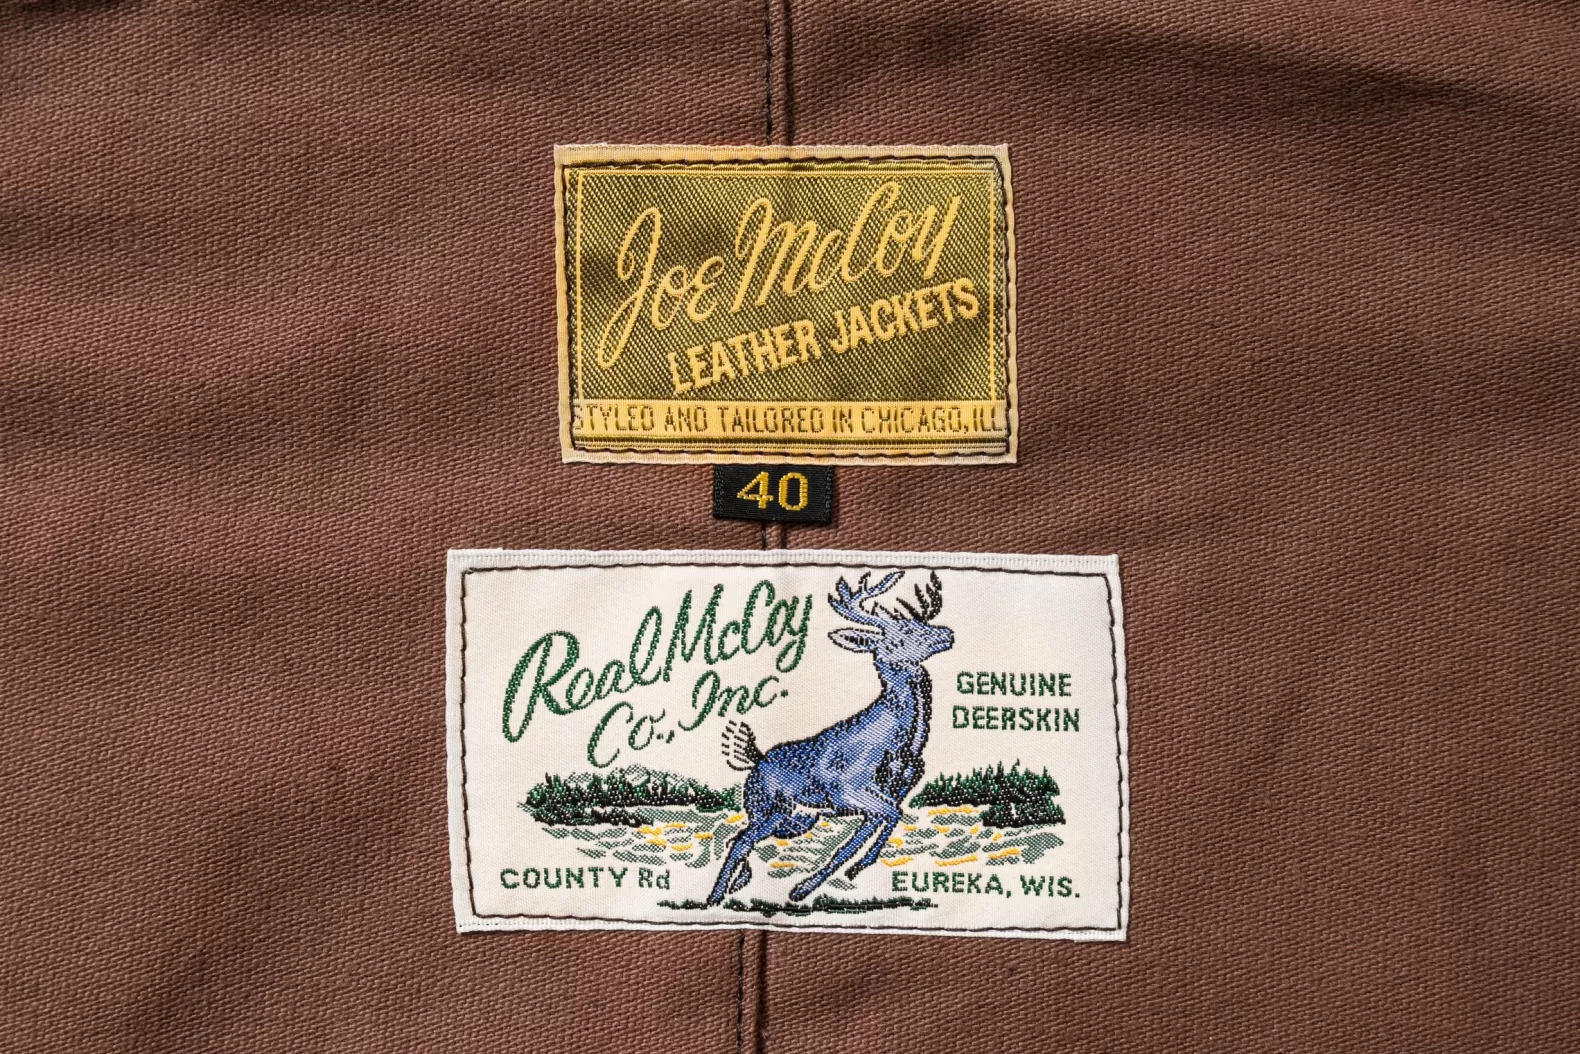 Joe McCoy
LEATHER JACKETS
STYLED AND TAILORED IN CHICAGO, ILL
40
Real McCoy
Co., Inc.
GENUINE
DEERSKIN
COUNTY Rd
EUREKA, WIS.